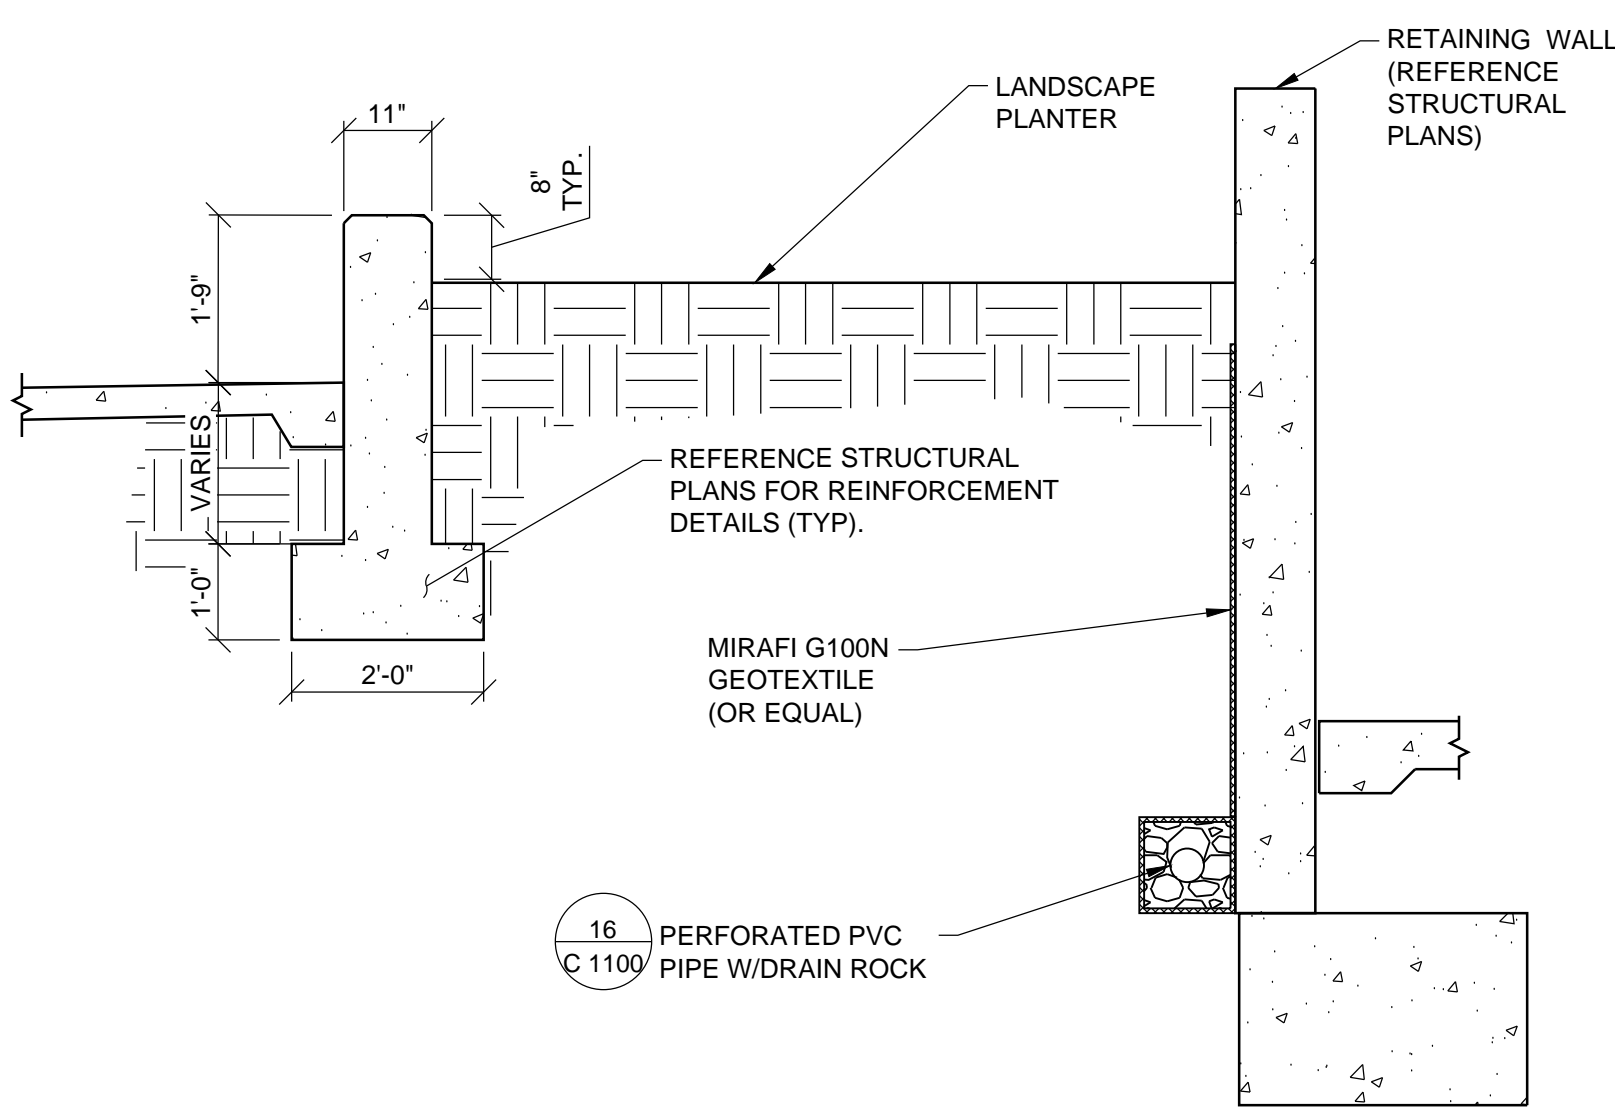 RETAINING WALL
(REFERENCE
STRUCTURAL
PLANS)
LANDSCAPE
PLANTER
11"
8"
TYP.
1'-9"
VARIES
1'-0"
2'-0"
REFERENCE STRUCTURAL
PLANS FOR REINFORCEMENT
DETAILS (TYP).
MIRAFI G100N
GEOTEXTILE
(OR EQUAL)
16
C 1100
PERFORATED PVC
PIPE W/DRAIN ROCK